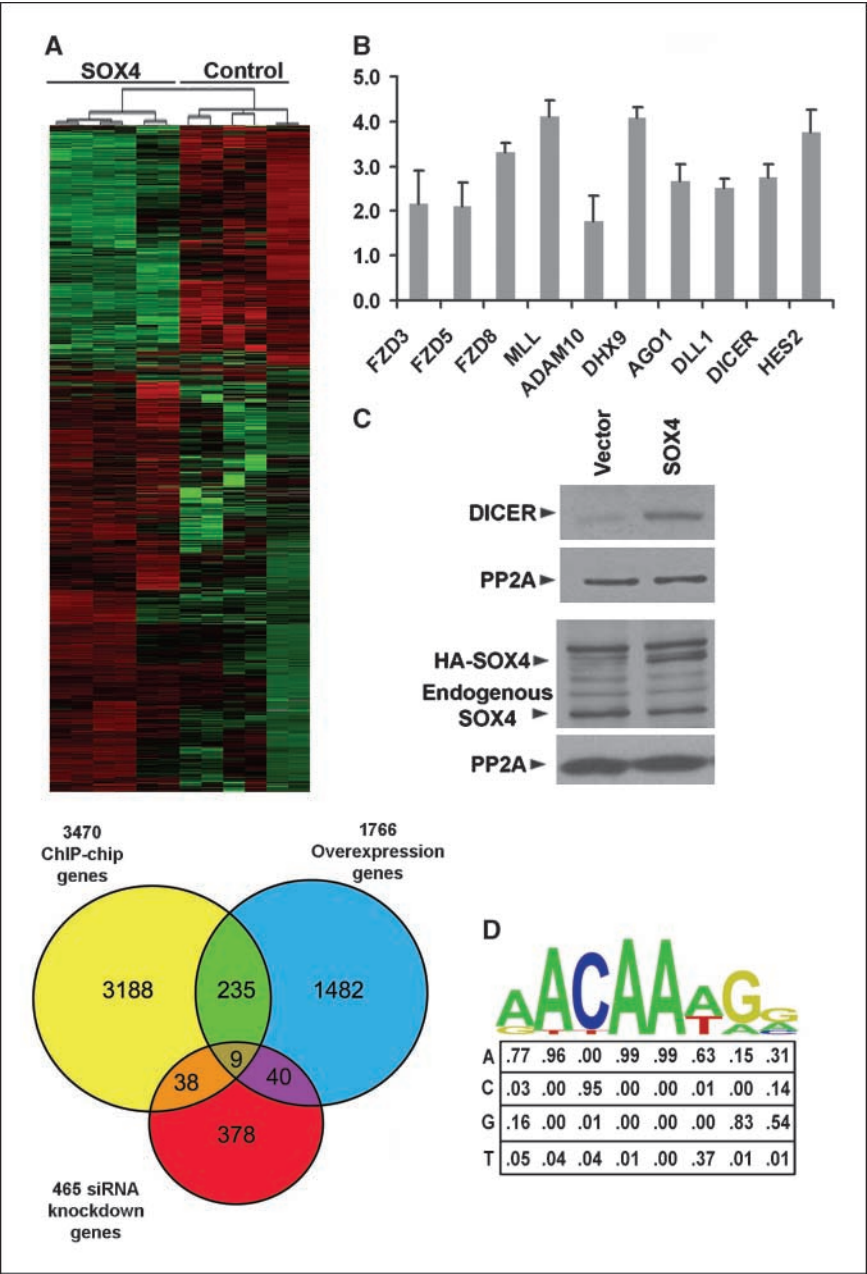 A
SOX4 Control
B
5.0
4.0
3.0
2.0
1.0
0.0
FZD3 FZD5 FZD8 MLL ADAM10 DHX9 AGO1 DLL1 DICER HES2
C
Vector SOX4
DICER
PP2A
HA-SOX4
Endogenous
SOX4
PP2A
3470
ChIP-chip
genes
1766
Overexpression
genes
3188 235 1482
9
38 40
378
465 siRNA
knockdown
genes
D
AACAAAGG
GTTTTAA
A .77 .96 .00 .99 .99 .63 .15 .31
C .03 .00 .95 .00 .00 .01 .00 .14
G .16 .00 .01 .00 .00 .00 .83 .54
T .05 .04 .04 .01 .00 .37 .01 .01